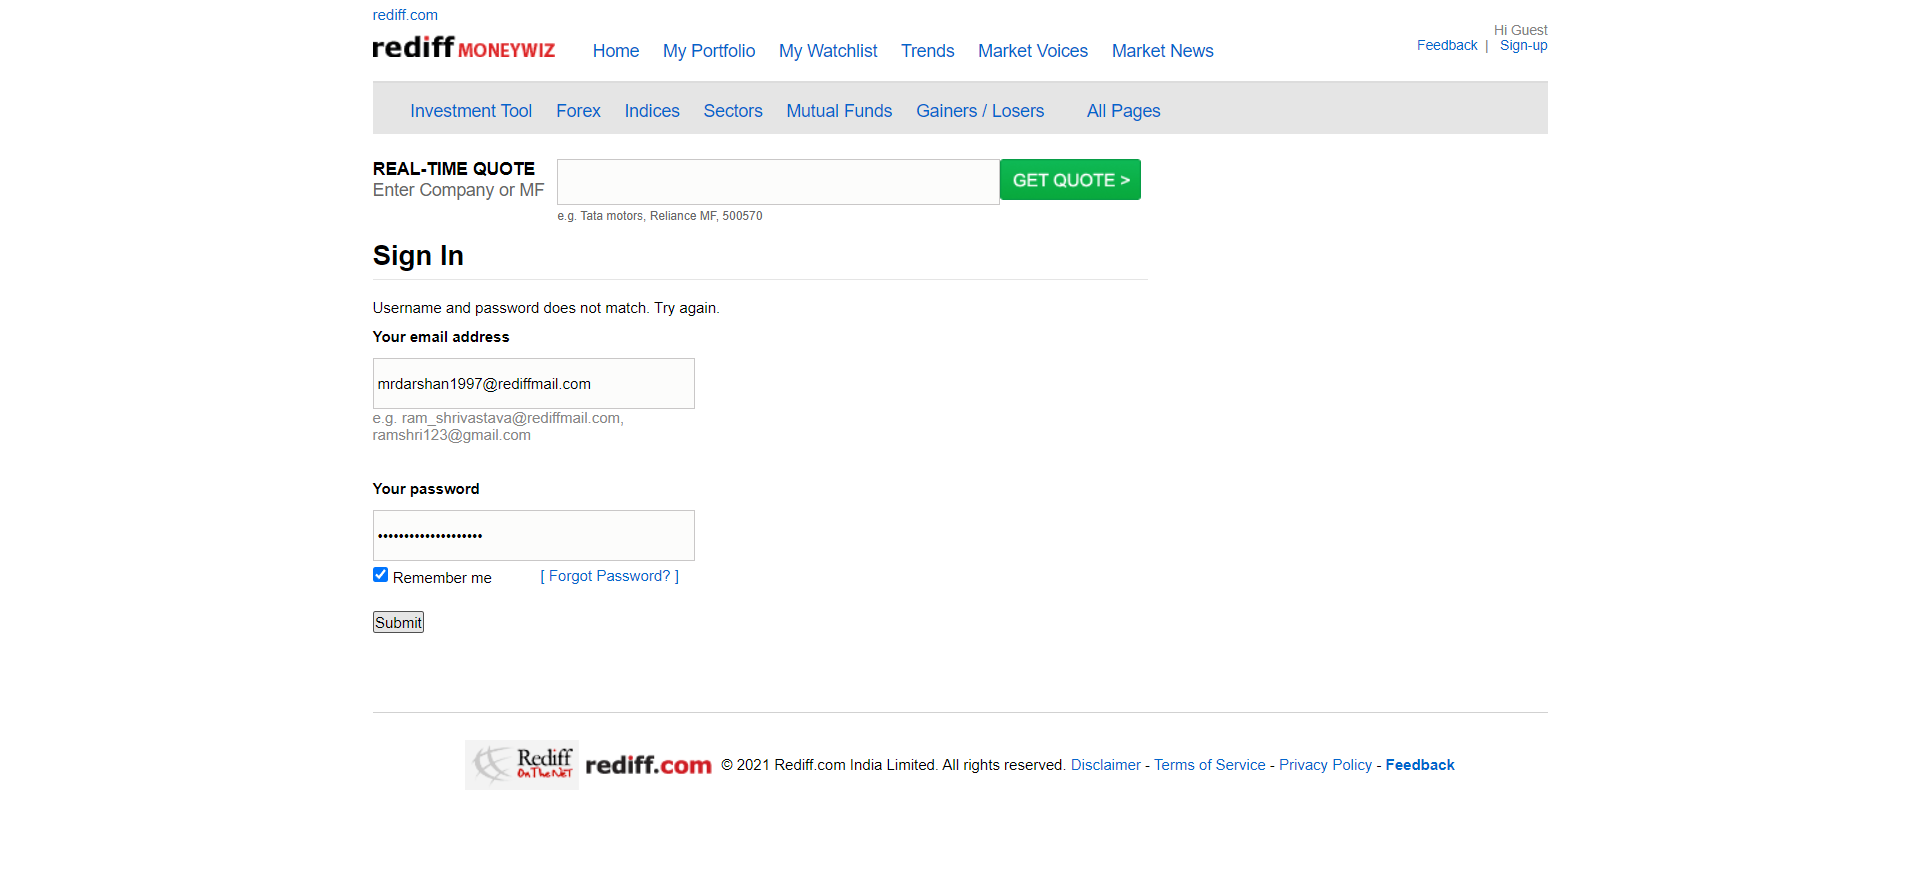 rediff.com
rediff MONEYWIZ
Home My Portfolio My Watchlist Trends Market Voices Market News
Hi Guest
Feedback | Sign-up
Investment Tool Forex Indices Sectors Mutual Funds Gainers / Losers All Pages
REAL-TIME QUOTE
Enter Company or MF
GET QUOTE >
e.g. Tata motors, Reliance MF, 500570
Sign In
Username and password does not match. Try again.
Your email address
mrdarshan1997@rediffmail.com
e.g. ram_shrivastava@rediffmail.com,
ramshri123@gmail.com
Your password
••••••••••••••••••••
Remember me [ Forgot Password? ]
Submit
Rediff
On The NeT
rediff.com © 2021 Rediff.com India Limited. All rights reserved. Disclaimer - Terms of Service - Privacy Policy - Feedback